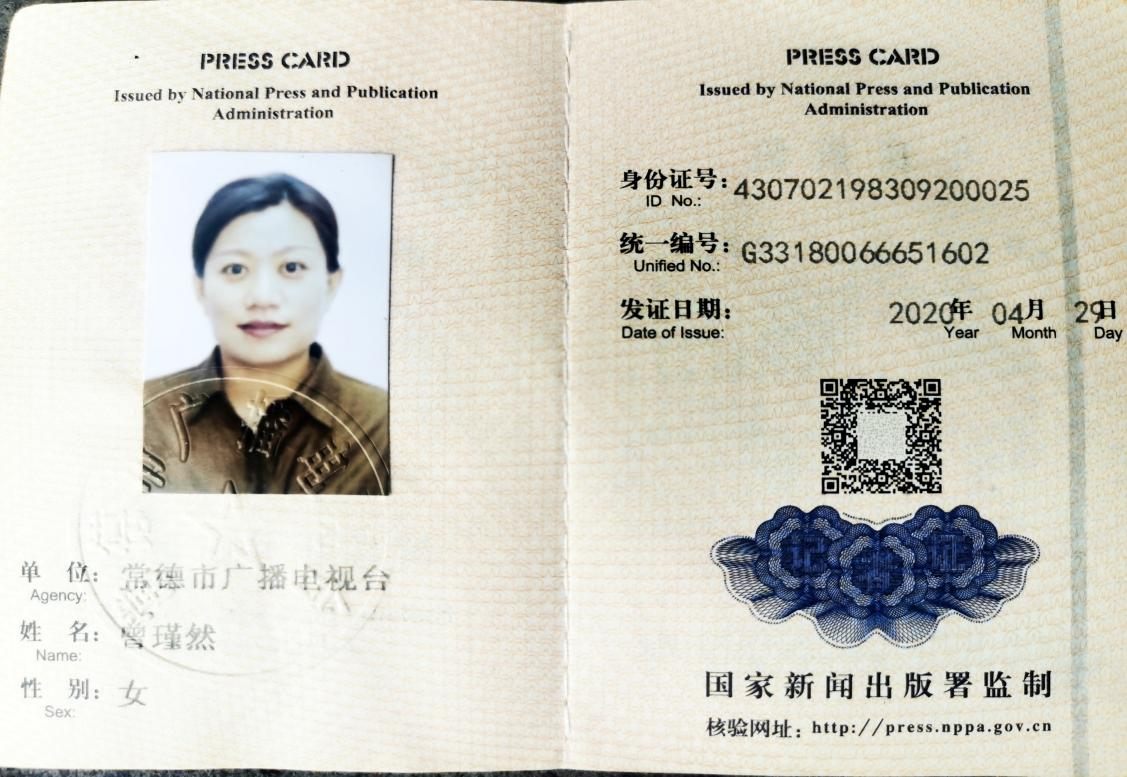 PRESS CARD
Issued by National Press and Publication
Administration
单 位: 常德市广播电视台
Agency:
姓 名: 曾瑾然
Name:
性 别: 女
Sex:
PRESS CARD
Issued by National Press and Publication
Administration
身份证号: 430702198309200025
ID No.:
统一编号: G33180066651602
Unified No.:
发证日期: 2020年 04月 29日
Date of Issue: Year Month Day
记者证
国家新闻出版署监制
核验网址: http://press.nppa.gov.cn